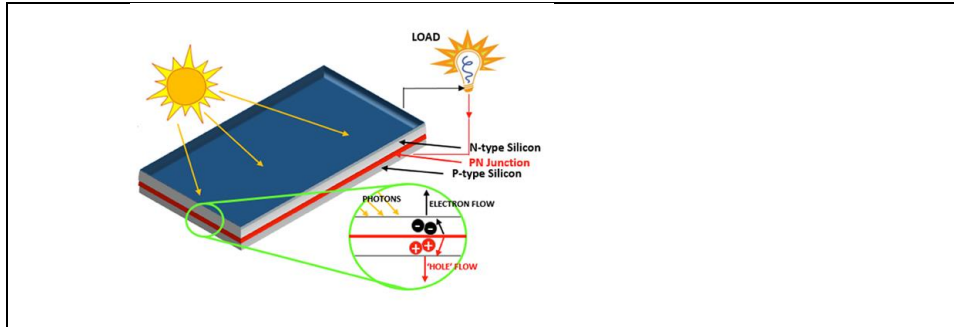 LOAD
N-type Silicon
PN Junction
P-type Silicon
PHOTONS
ELECTRON FLOW
'HOLE' FLOW